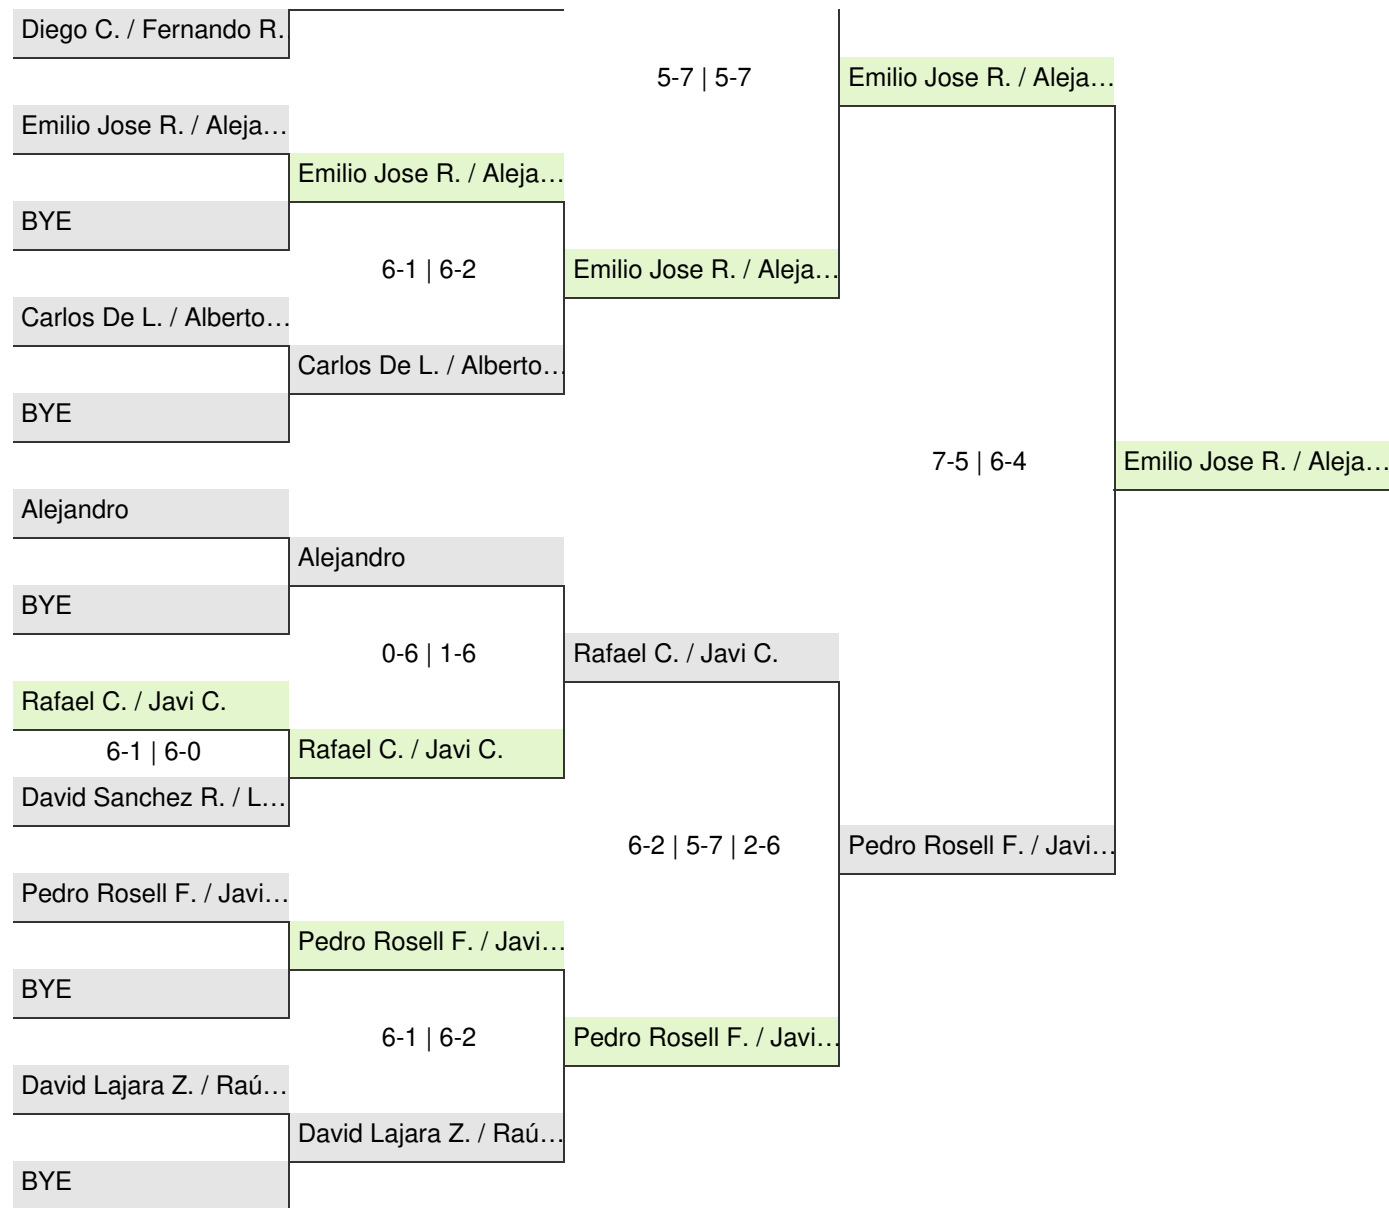 Diego C. / Fernando R.
5-7 | 5-7
Emilio Jose R. / Aleja…
Emilio Jose R. / Aleja…
Emilio Jose R. / Aleja…
BYE
6-1 | 6-2
Emilio Jose R. / Aleja…
Carlos De L. / Alberto…
Carlos De L. / Alberto…
BYE
7-5 | 6-4
Emilio Jose R. / Aleja…
Alejandro
Alejandro
BYE
0-6 | 1-6
Rafael C. / Javi C.
Rafael C. / Javi C.
6-1 | 6-0
Rafael C. / Javi C.
David Sanchez R. / L…
6-2 | 5-7 | 2-6
Pedro Rosell F. / Javi…
Pedro Rosell F. / Javi…
Pedro Rosell F. / Javi…
BYE
6-1 | 6-2
Pedro Rosell F. / Javi…
David Lajara Z. / Raú…
David Lajara Z. / Raú…
BYE